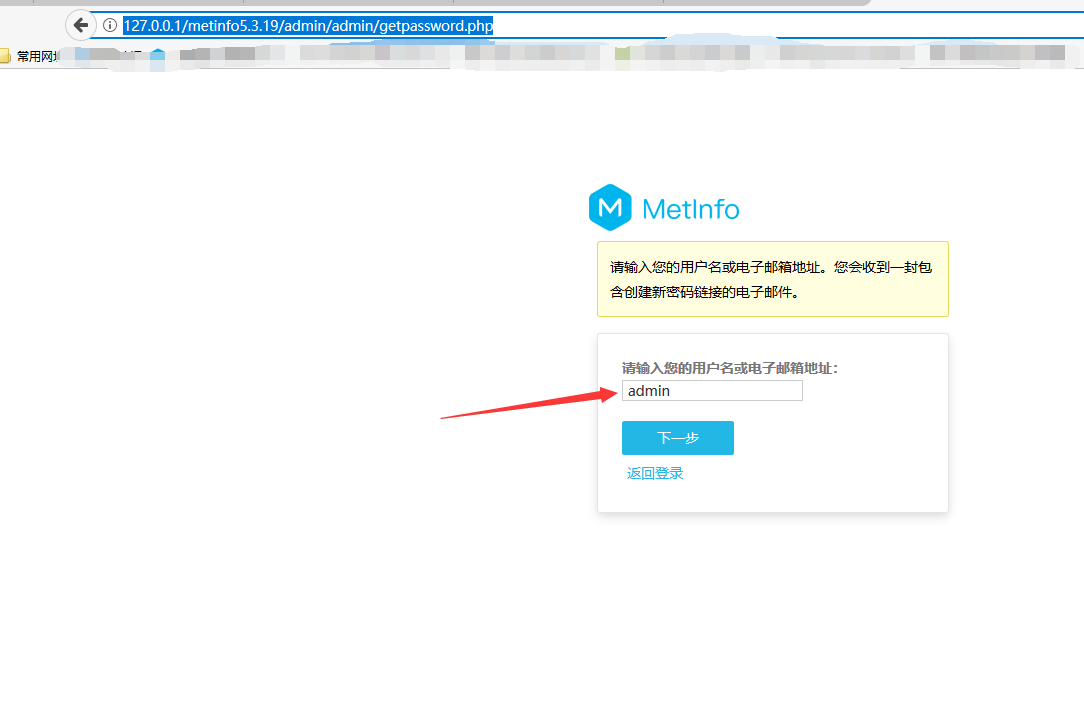 127.0.0.1/metinfo5.3.19/admin/admin/getpassword.php
常用网
MetInfo
请输入您的用户名或电子邮箱地址。您会收到一封包
含创建新密码链接的电子邮件。
请输入您的用户名或电子邮箱地址：
admin
下一步
返回登录